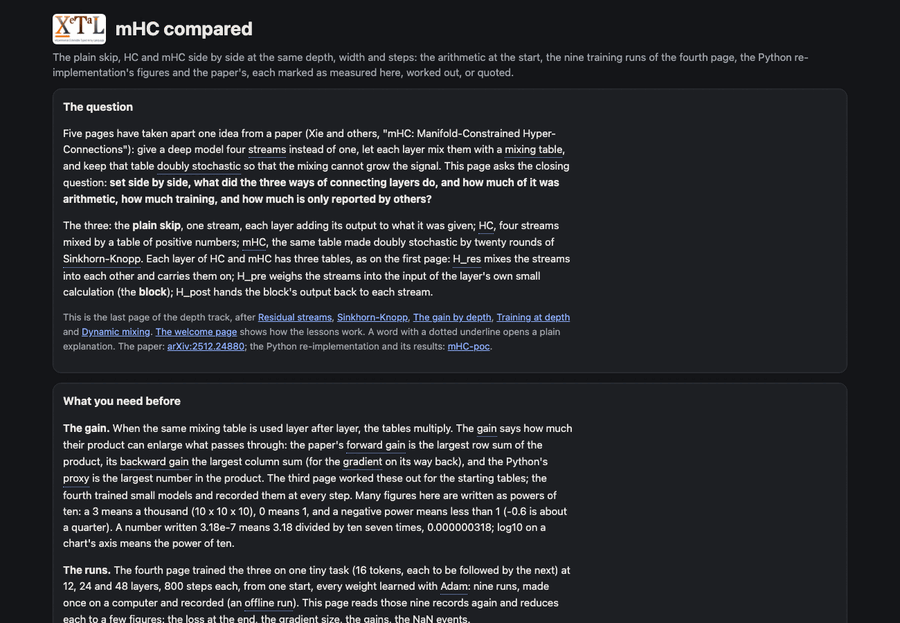 XeTaL
mHC compared
The plain skip, HC and mHC side by side at the same depth, width and steps: the arithmetic at the start, the nine training runs of the fourth page, the Python re-
implementation's figures and the paper's, each marked as measured here, worked out, or quoted.
The question
Five pages have taken apart one idea from a paper (Xie and others, "mHC: Manifold-Constrained Hyper-
Connections"): give a deep model four streams instead of one, let each layer mix them with a mixing table,
and keep that table doubly stochastic so that the mixing cannot grow the signal. This page asks the closing
question: set side by side, what did the three ways of connecting layers do, and how much of it was
arithmetic, how much training, and how much is only reported by others?
The three: the plain skip, one stream, each layer adding its output to what it was given; HC, four streams
mixed by a table of positive numbers; mHC, the same table made doubly stochastic by twenty rounds of
Sinkhorn-Knopp. Each layer of HC and mHC has three tables, as on the first page: H_res mixes the streams
into each other and carries them on; H_pre weighs the streams into the input of the layer's own small
calculation (the block); H_post hands the block's output back to each stream.
This is the last page of the depth track, after Residual streams, Sinkhorn-Knopp, The gain by depth, Training at depth
and Dynamic mixing. The welcome page shows how the lessons work. A word with a dotted underline opens a plain
explanation. The paper: arXiv:2512.24880; the Python re-implementation and its results: mHC-poc.
What you need before
The gain. When the same mixing table is used layer after layer, the tables multiply. The gain says how much
their product can enlarge what passes through: the paper's forward gain is the largest row sum of the
product, its backward gain the largest column sum (for the gradient on its way back), and the Python's
proxy is the largest number in the product. The third page worked these out for the starting tables; the
fourth trained small models and recorded them at every step. Many figures here are written as powers of
ten: a 3 means a thousand (10 x 10 x 10), 0 means 1, and a negative power means less than 1 (-0.6 is about
a quarter). A number written 3.18e-7 means 3.18 divided by ten seven times, 0.000000318; log10 on a
chart's axis means the power of ten.
The runs. The fourth page trained the three on one tiny task (16 tokens, each to be followed by the next) at
12, 24 and 48 layers, 800 steps each, from one start, every weight learned with Adam: nine runs, made
once on a computer and recorded (an offline run). This page reads those nine records again and reduces
each to a few figures: the loss at the end, the gradient size, the gains, the NaN events.